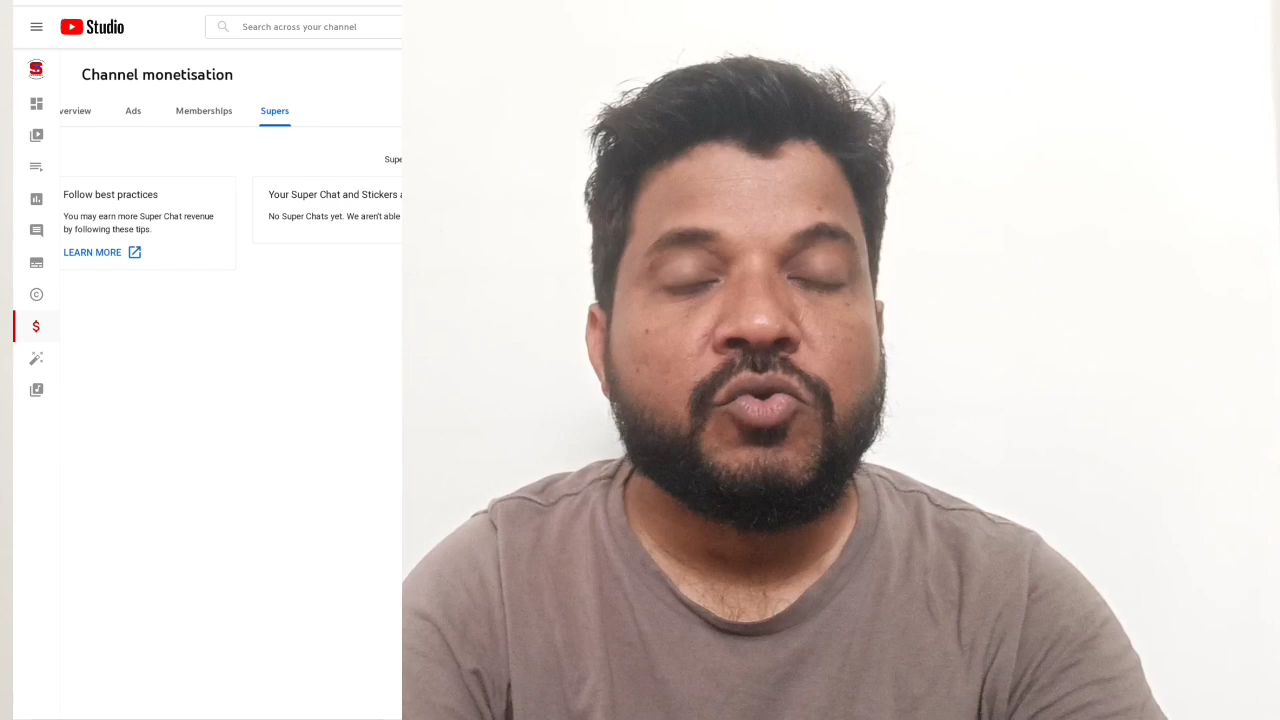 Studio
Search across your channel
Channel monetisation
verview Ads Memberships Supers
Supe
Follow best practices
You may earn more Super Chat revenue
by following these tips.
LEARN MORE
Your Super Chat and Stickers a
No Super Chats yet. We aren't able